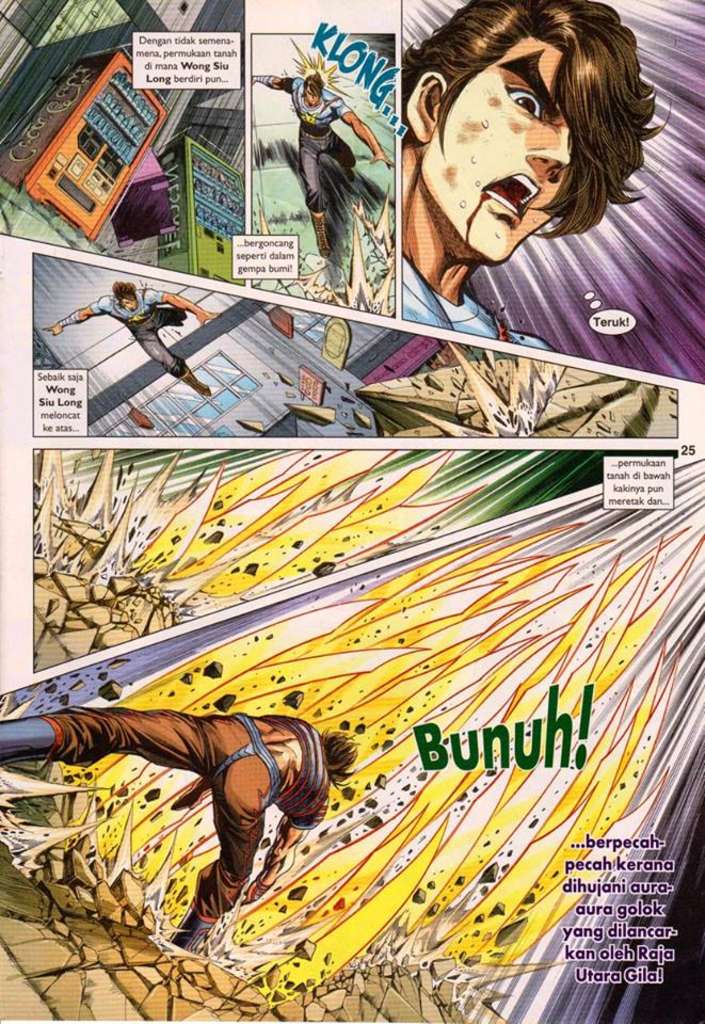 Dengan tidak semena-
mena, permukaan tanah
di mana Wong Siu
Long berdiri pun...
KLONG...
...bergoncang
seperti dalam
gempa bumi!
Teruk!
Sebaik saja
Wong
Siu Long
meloncat
ke atas...
25
...permukaan
tanah di bawah
kakinya pun
meretak dan...
Bunuh!
...berpecah-
pecah kerana
dihujani aura-
aura golok
yang dilancar-
kan oleh Raja
Utara Gila!